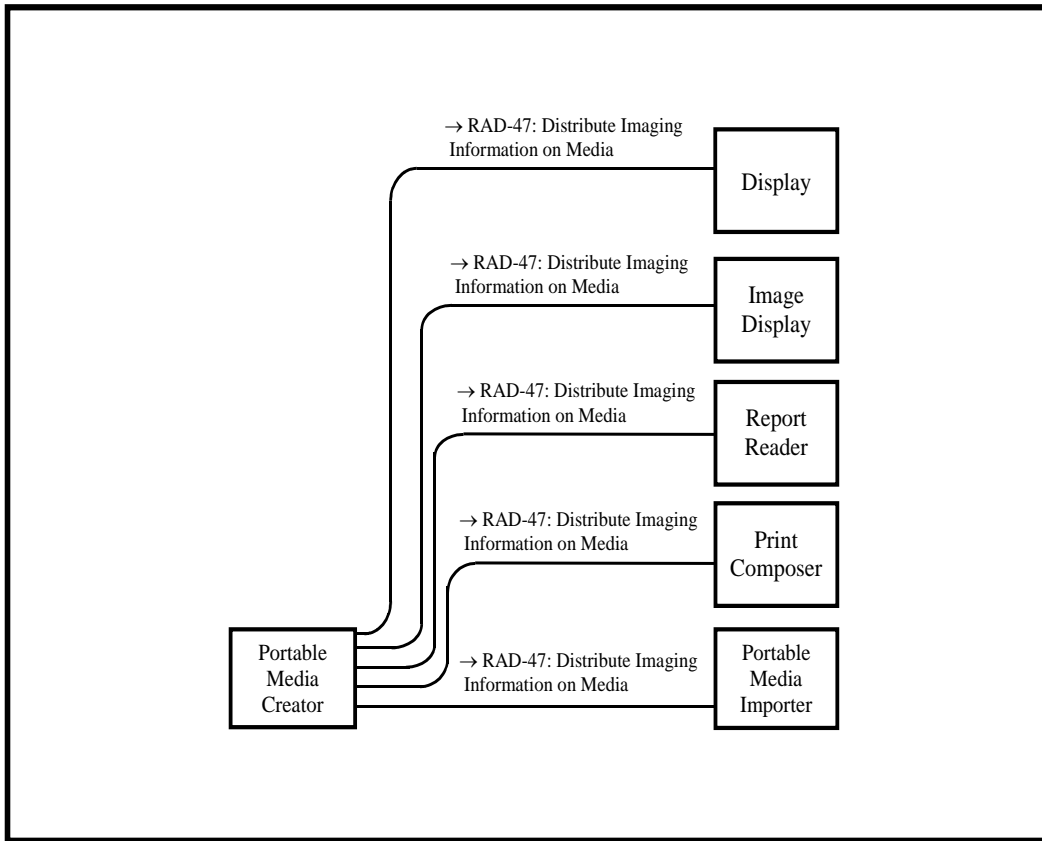 → RAD-47: Distribute Imaging
Information on Media
Display
→ RAD-47: Distribute Imaging
Information on Media
Image
Display
→ RAD-47: Distribute Imaging
Information on Media
Report
Reader
→ RAD-47: Distribute Imaging
Information on Media
Print
Composer
Portable
Media
Creator
→ RAD-47: Distribute Imaging
Information on Media
Portable
Media
Importer